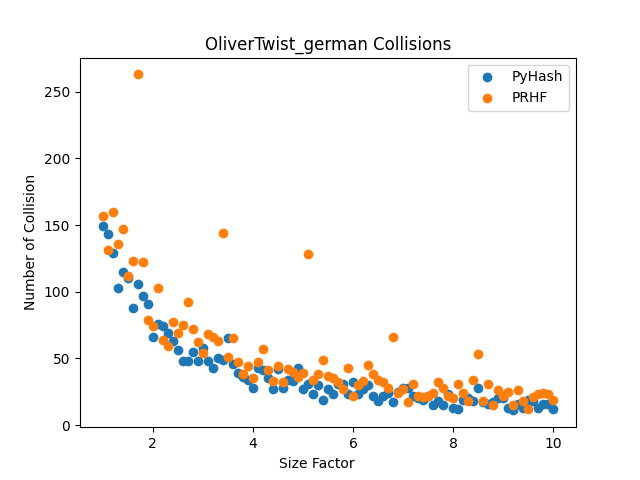 OliverTwist_german Collisions
PyHash
PRHF
Number of Collision
250
200
150
100
50
0
2
4
6
8
10
Size Factor